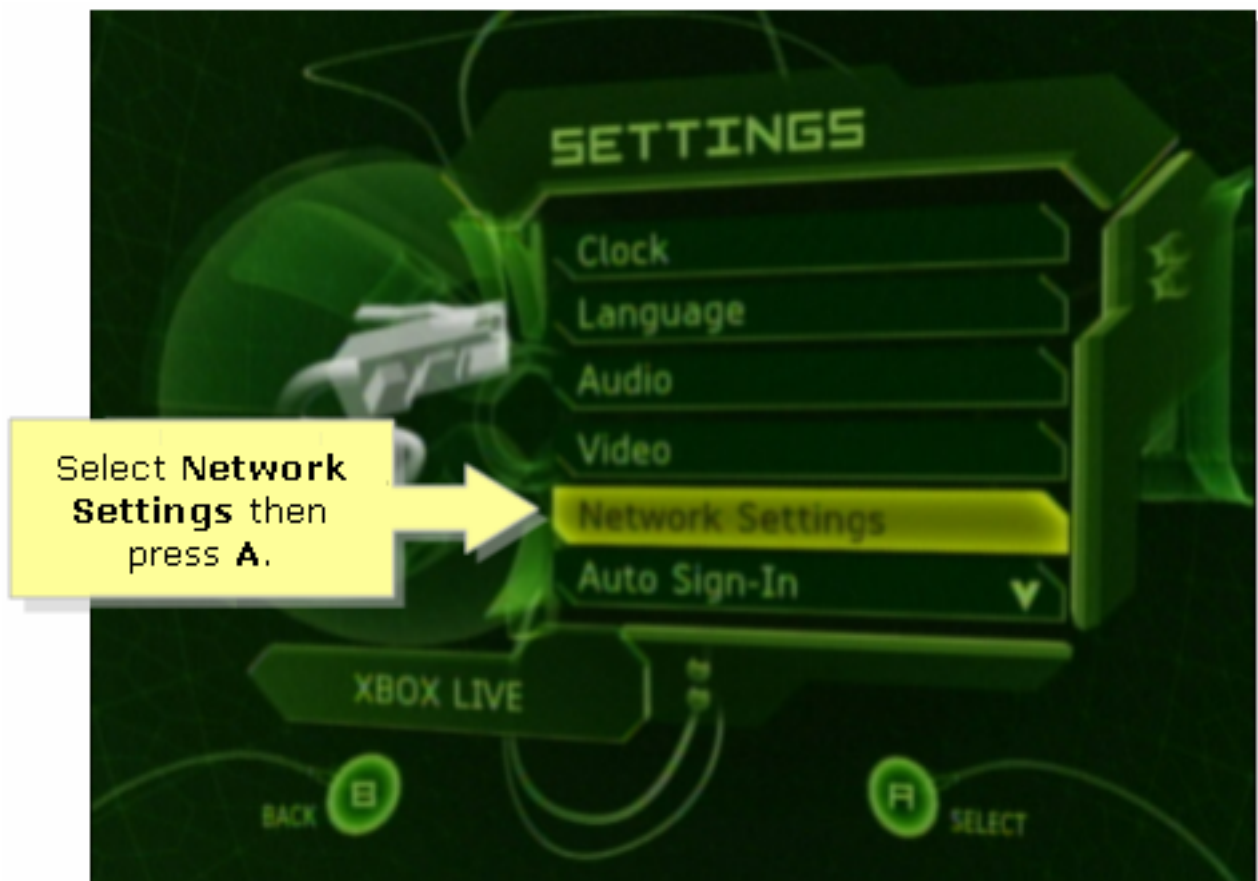 SETTINGS
Clock
Language
Audio
Video
Select Network
Settings then
press A.
Network Settings
Auto Sign-In
XBOX LIVE
B
BACK
A
SELECT